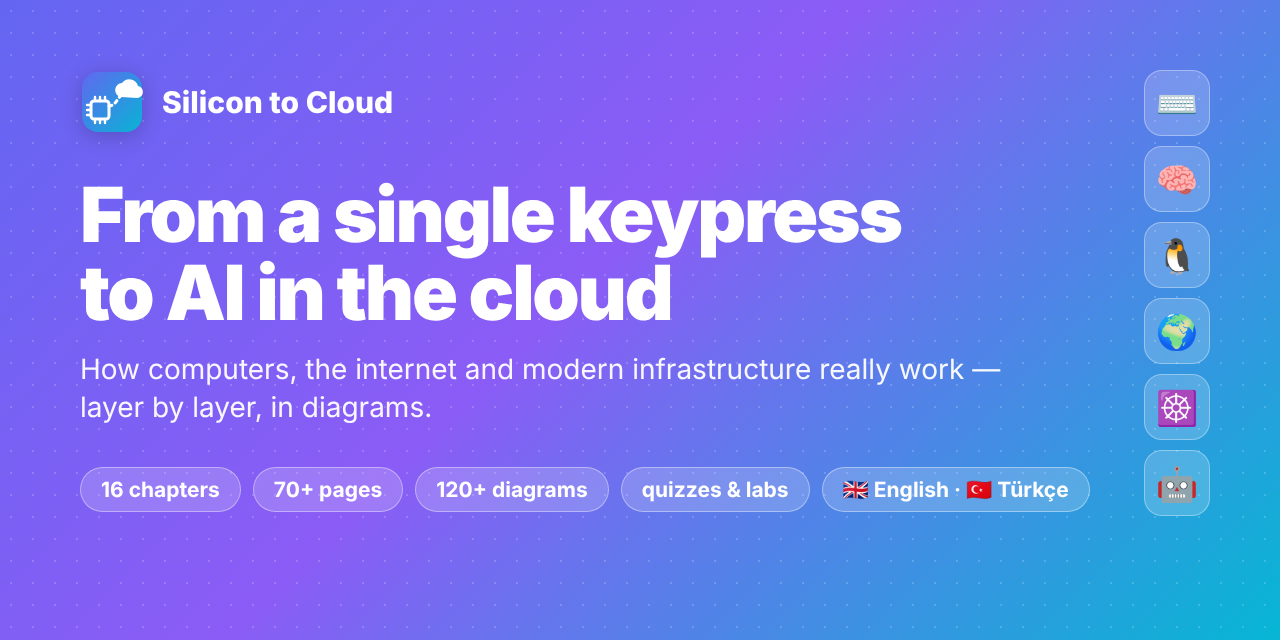 Silicon to Cloud
From a single keypress
to AI in the cloud
How computers, the internet and modern infrastructure really work —
layer by layer, in diagrams.
16 chapters
70+ pages
120+ diagrams
quizzes & labs
🇬🇧 English · 🇹🇷 Türkçe